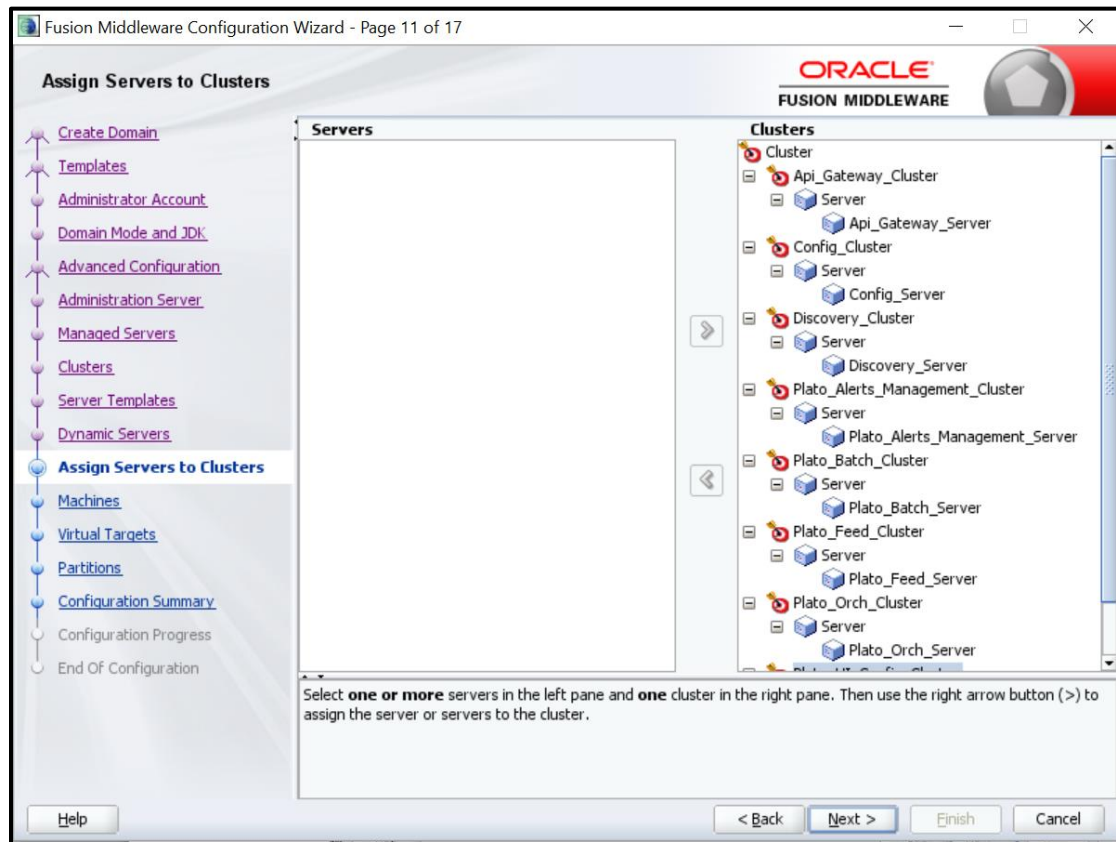 Fusion Middleware Configuration Wizard - Page 11 of 17
Assign Servers to Clusters
ORACLE
FUSION MIDDLEWARE
Create Domain
Templates
Administrator Account
Domain Mode and JDK
Advanced Configuration
Administration Server
Managed Servers
Clusters
Server Templates
Dynamic Servers
Assign Servers to Clusters
Machines
Virtual Targets
Partitions
Configuration Summary
Configuration Progress
End Of Configuration
Servers
Clusters
Cluster
Api_Gateway_Cluster
Server
Api_Gateway_Server
Config_Cluster
Server
Config_Server
Discovery_Cluster
Server
Discovery_Server
Plato_Alerts_Management_Cluster
Server
Plato_Alerts_Management_Server
Plato_Batch_Cluster
Server
Plato_Batch_Server
Plato_Feed_Cluster
Server
Plato_Feed_Server
Plato_Orch_Cluster
Server
Plato_Orch_Server
Select one or more servers in the left pane and one cluster in the right pane. Then use the right arrow button (>) to
assign the server or servers to the cluster.
Help
< Back
Next >
Finish
Cancel